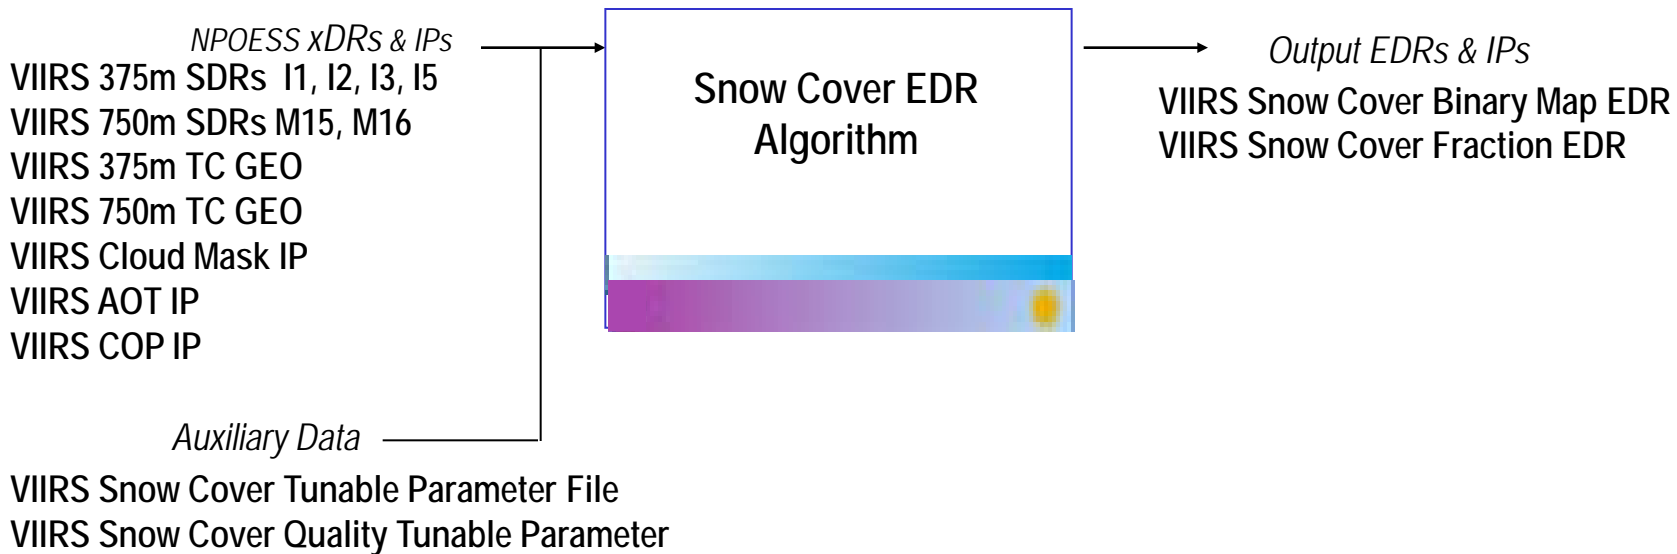 NPOESS xDRs & IPs
VIIRS 375m SDRs I1, I2, I3, I5
VIIRS 750m SDRs M15, M16
VIIRS 375m TC GEO
VIIRS 750m TC GEO
VIIRS Cloud Mask IP
VIIRS AOT IP
VIIRS COP IP
Auxiliary Data
VIIRS Snow Cover Tunable Parameter File
VIIRS Snow Cover Quality Tunable Parameter
Snow Cover EDR
Algorithm
Output EDRs & IPs
VIIRS Snow Cover Binary Map EDR
VIIRS Snow Cover Fraction EDR